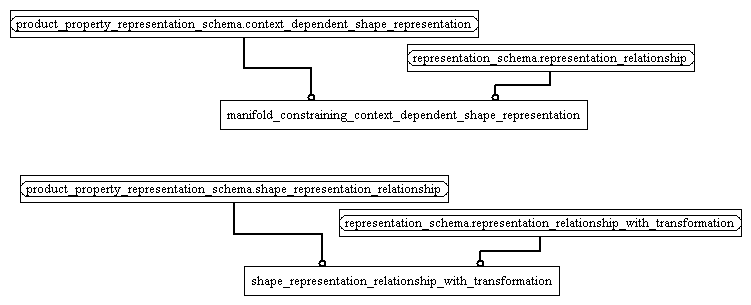 product_property_representation_schema.context_dependent_shape_representation
representation_schema.representation_relationship
manifold_constraining_context_dependent_shape_representation
product_property_representation_schema.shape_representation_relationship
representation_schema.representation_relationship_with_transformation
shape_representation_relationship_with_transformation